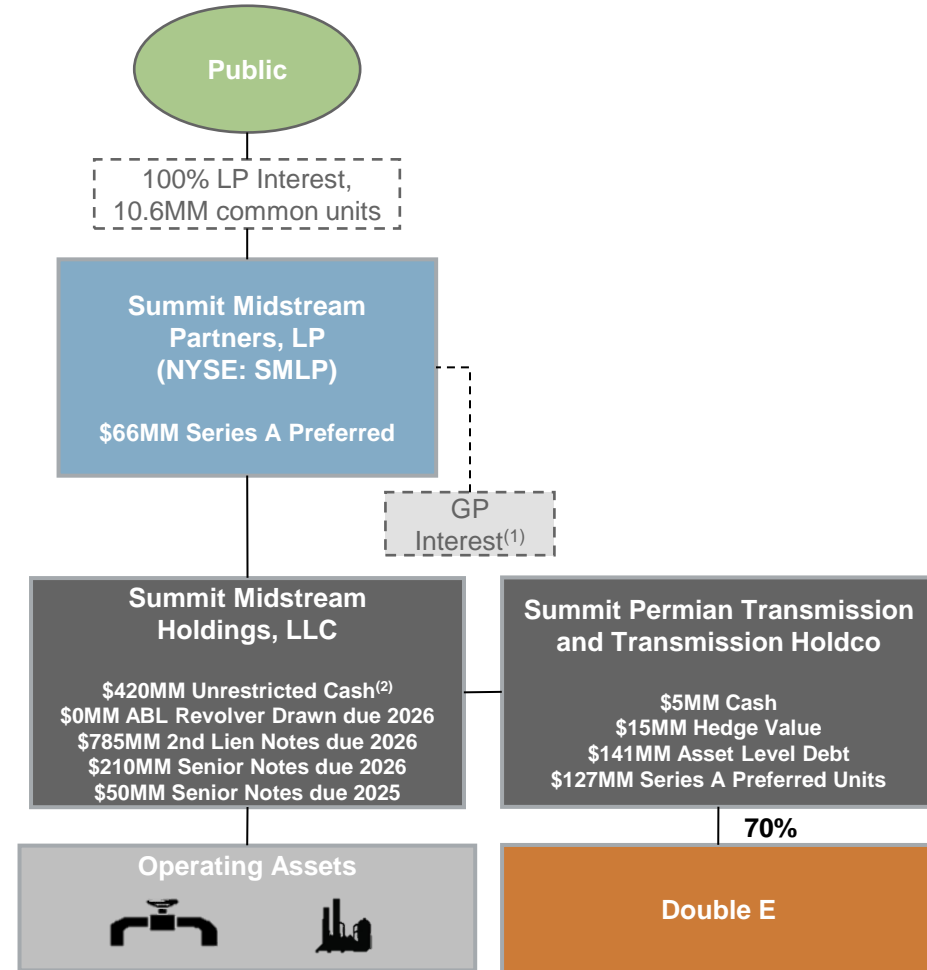 Public
100% LP Interest,
10.6MM common units
Summit Midstream
Partners, LP
(NYSE: SMLP)
$66MM Series A Preferred
GP
Interest(1)
Summit Midstream
Holdings, LLC
$420MM Unrestricted Cash(2)
$0MM ABL Revolver Drawn due 2026
$785MM 2nd Lien Notes due 2026
$210MM Senior Notes due 2026
$50MM Senior Notes due 2025
Summit Permian Transmission
and Transmission Holdco
$5MM Cash
$15MM Hedge Value
$141MM Asset Level Debt
$127MM Series A Preferred Units
70%
Operating Assets
Double E